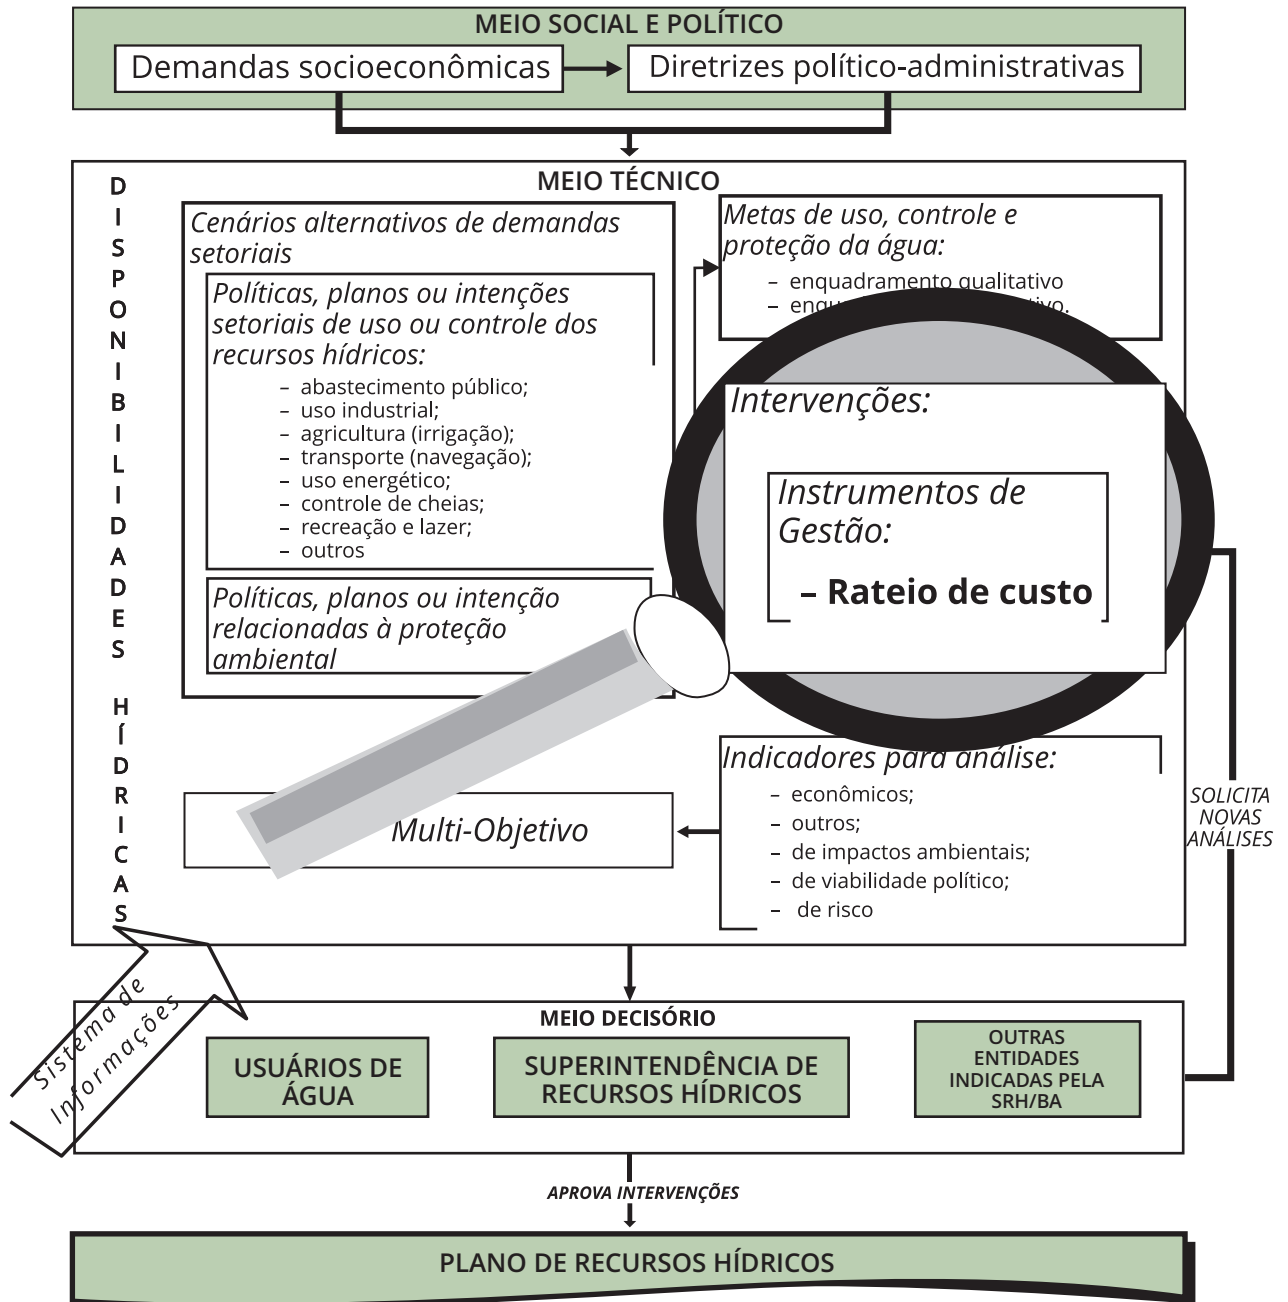 MEIO SOCIAL E POLÍTICO
Demandas socioeconômicas
Diretrizes político-administrativas
DISPONIBILIDADES HÍDRICAS
MEIO TÉCNICO
Cenários alternativos de demandas
setoriais
Políticas, planos ou intenções
setoriais de uso ou controle dos
recursos hídricos:
– abastecimento público;
– uso industrial;
– agricultura (irrigação);
– transporte (navegação);
– uso energético;
– controle de cheias;
– recreação e lazer;
– outros
Políticas, planos ou intenção
relacionadas à proteção
ambiental
Metas de uso, controle e
proteção da água:
– enquadramento qualitativo
–
Intervenções:
Instrumentos de
Gestão:
– Rateio de custo
Indicadores para análise:
– econômicos;
– outros;
– de impactos ambientais;
– de viabilidade político;
– de risco
Multi-Objetivo
SOLICITA
NOVAS
ANÁLISES
Sistema de
Informações
MEIO DECISÓRIO
USUÁRIOS DE
ÁGUA
SUPERINTENDÊNCIA DE
RECURSOS HÍDRICOS
OUTRAS
ENTIDADES
INDICADAS PELA
SRH/BA
APROVA INTERVENÇÕES
PLANO DE RECURSOS HÍDRICOS